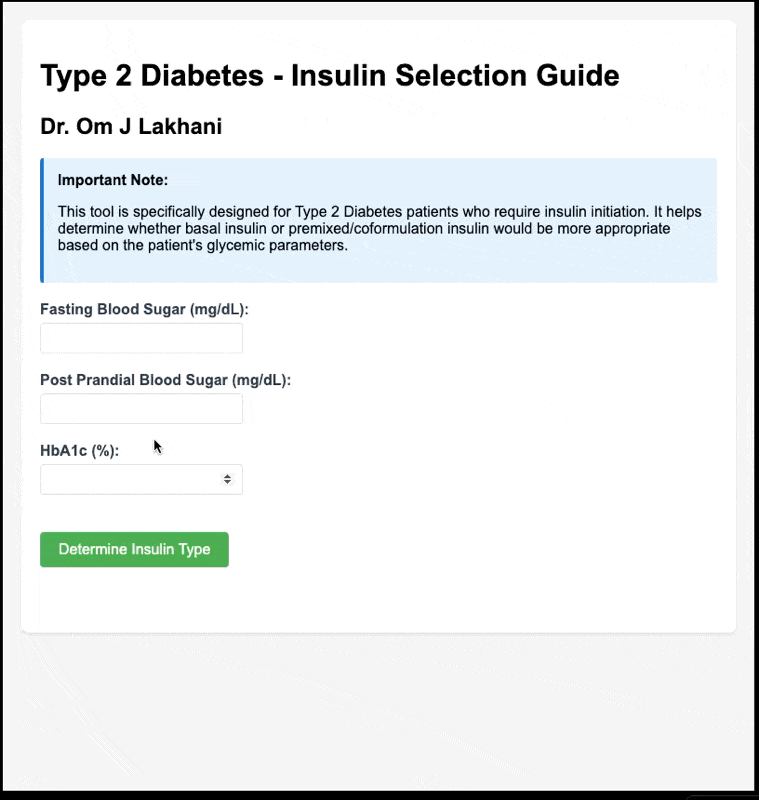 Type 2 Diabetes - Insulin Selection Guide
Dr. Om J Lakhani
Important Note:
This tool is specifically designed for Type 2 Diabetes patients who require insulin initiation. It helps
determine whether basal insulin or premixed/coformulation insulin would be more appropriate
based on the patient's glycemic parameters.
Fasting Blood Sugar (mg/dL):
Post Prandial Blood Sugar (mg/dL):
HbA1c (%):
Determine Insulin Type